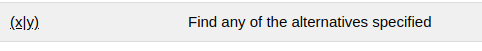 (x|y) Find any of the alternatives specified